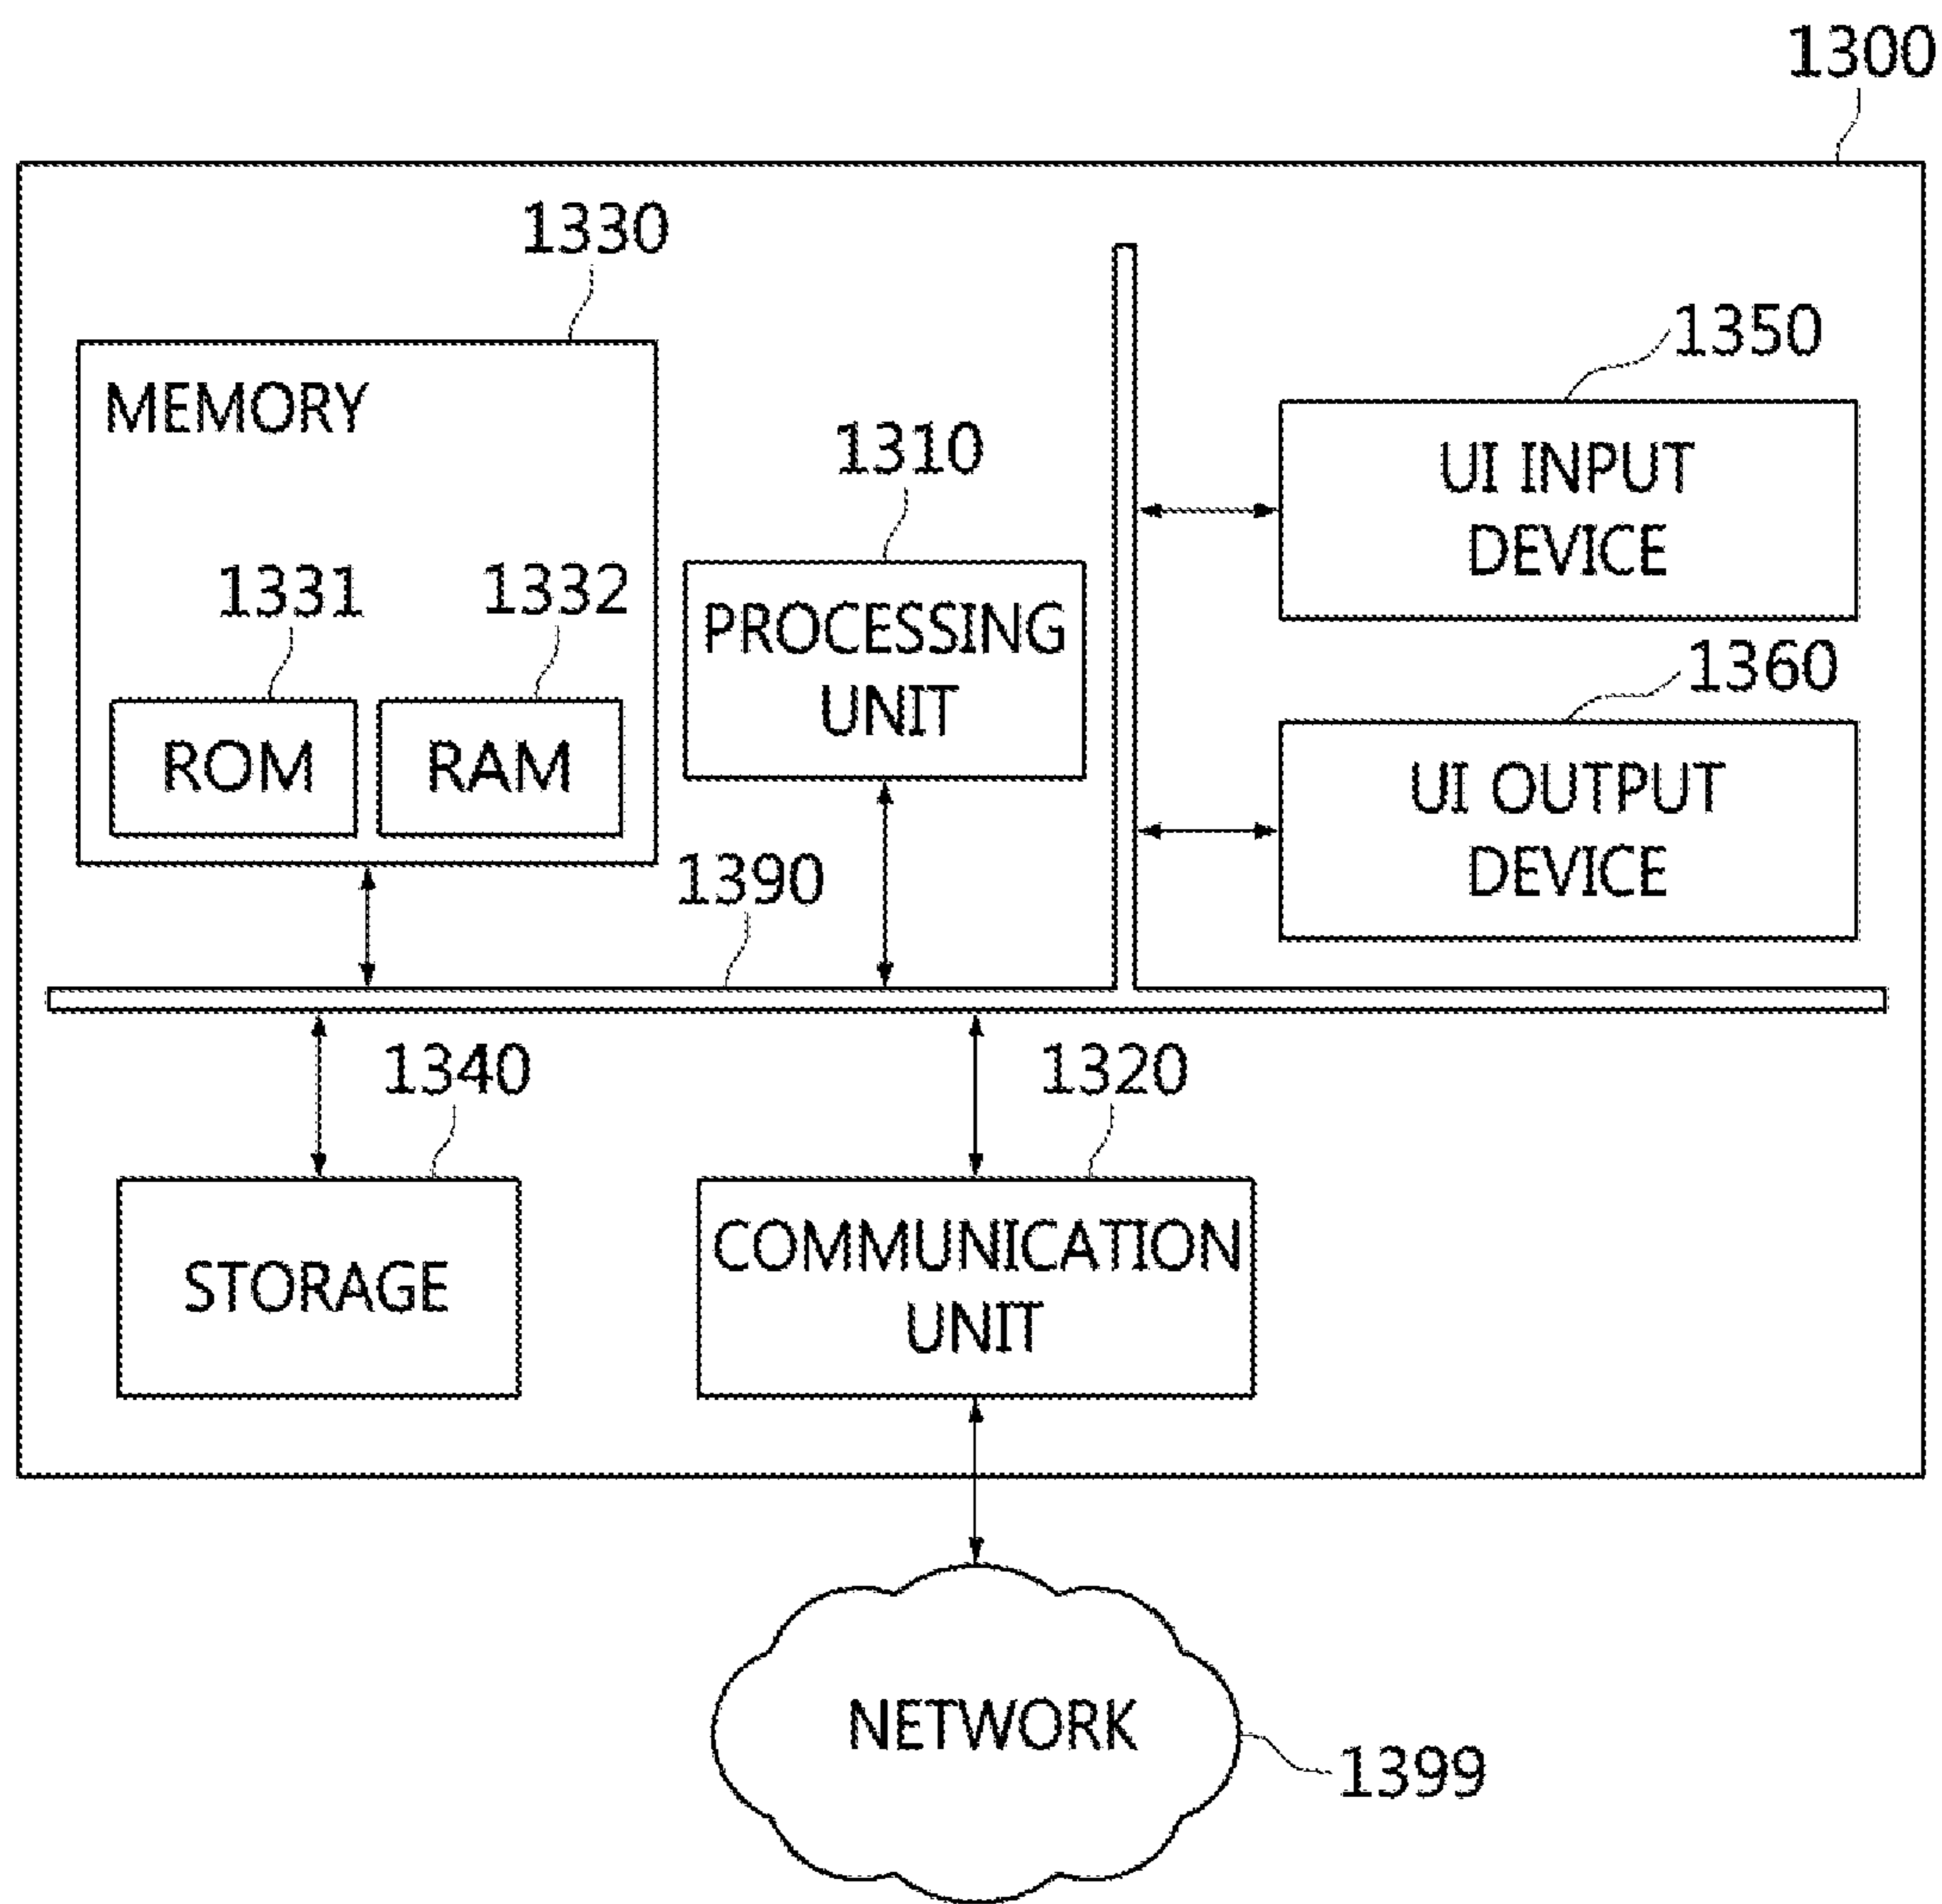 1300
1330
MEMORY
1350
1310
UI INPUT
DEVICE
1331
1332
PROCESSING
UNIT
1360
ROM
RAM
UI OUTPUT
DEVICE
1390
1340
1320
STORAGE
COMMUNICATION
UNIT
NETWORK
1399